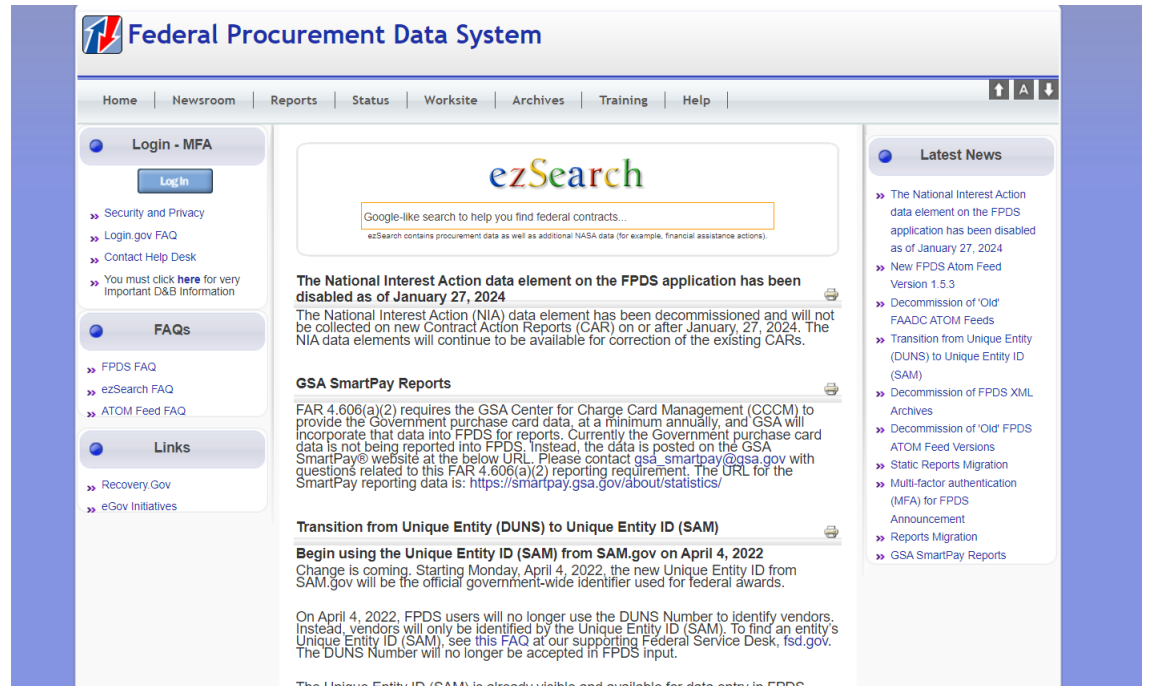 Federal Procurement Data System
Home
Newsroom
Reports
Status
Worksite
Archives
Training
Help
A
Login - MFA
Log In
Security and Privacy
Login.gov FAQ
Contact Help Desk
You must click here for very
Important D&B Information
FAQs
FPDS FAQ
ezSearch FAQ
ATOM Feed FAQ
Links
Recovery.Gov
eGov Initiatives
ezSearch
Google-like search to help you find federal contracts...
ezSearch contains procurement data as well as additional NASA data (for example, financial assistance actions).
The National Interest Action data element on the FPDS application has been
disabled as of January 27, 2024
The National Interest Action (NIA) data element has been decommissioned and will not
be collected on new Contract Action Reports (CAR) on or after January, 27, 2024. The
NIA data elements will continue to be available for correction of the existing CARs.
GSA SmartPay Reports
FAR 4.606(a)(2) requires the GSA Center for Charge Card Management (CCCM) to
provide the Government purchase card data, at a minimum annually, and GSA will
incorporate that data into FPDS for reports. Currently the Government purchase card
data is not being reported into FPDS. Instead, the data is posted on the GSA
SmartPay® website at the below URL. Please contact gsa_smartpay@gsa.gov with
questions related to this FAR 4.606(a)(2) reporting requirement. The URL for the
SmartPay reporting data is: https://smartpay.gsa.gov/about/statistics/
Transition from Unique Entity (DUNS) to Unique Entity ID (SAM)
Begin using the Unique Entity ID (SAM) from SAM.gov on April 4, 2022
Change is coming. Starting Monday, April 4, 2022, the new Unique Entity ID from
SAM.gov will be the official government-wide identifier used for federal awards.
On April 4, 2022, FPDS users will no longer use the DUNS Number to identify vendors.
Instead, vendors will only be identified by the Unique Entity ID (SAM). To find an entity's
Unique Entity ID (SAM), see this FAQ at our supporting Federal Service Desk, fsd.gov.
The DUNS Number will no longer be accepted in FPDS input.
The Unique Entity ID (SAM) is already visible and available for data entry in FPDS
Latest News
The National Interest Action
data element on the FPDS
application has been disabled
as of January 27, 2024
New FPDS Atom Feed
Version 1.5.3
Decommission of 'Old'
FAADC ATOM Feeds
Transition from Unique Entity
(DUNS) to Unique Entity ID
(SAM)
Decommission of FPDS XML
Archives
Decommission of 'Old' FPDS
ATOM Feed Versions
Static Reports Migration
Multi-factor authentication
(MFA) for FPDS
Announcement
Reports Migration
GSA SmartPay Reports